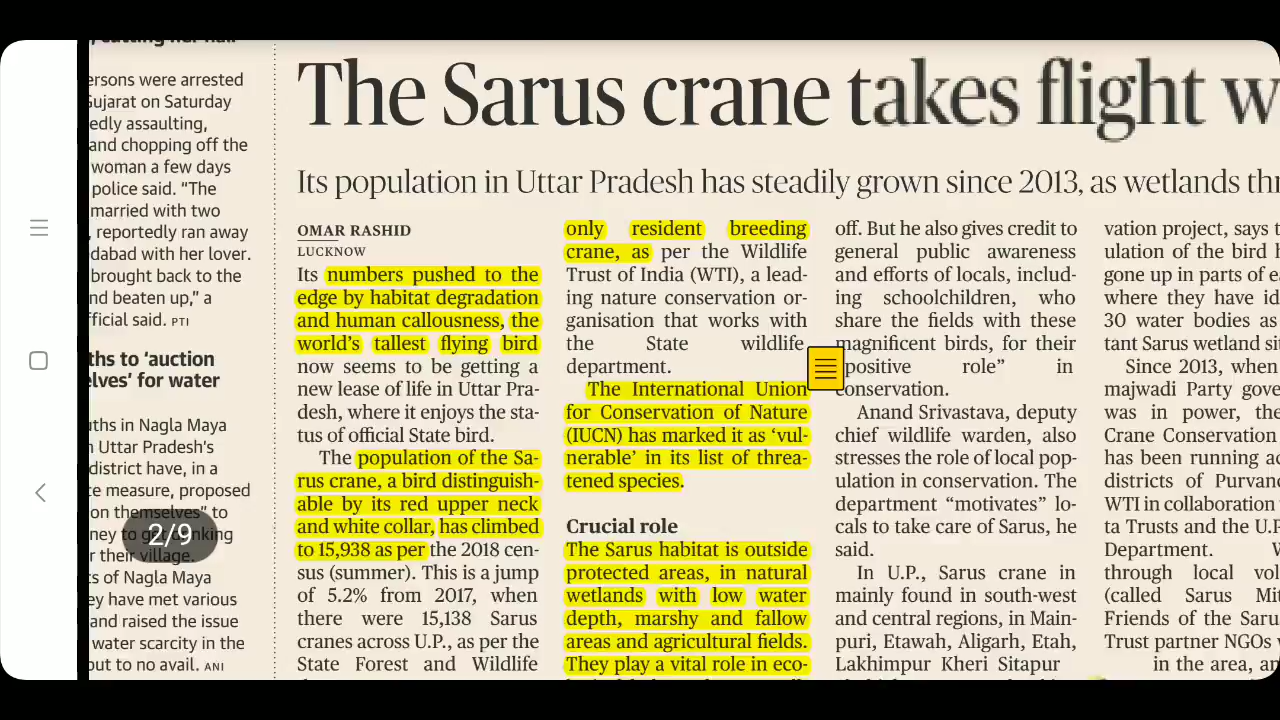 ersons were arrested
Gujarat on Saturday
edly assaulting,
and chopping off the
woman a few days
police said. “The
married with two
, reportedly ran away
dabad with her lover.
brought back to the
nd beaten up,” a
fficial said. PTI
ths to ‘auction
elves’ for water
uths in Nagla Maya
n Uttar Pradesh’s
district have, in a
ce measure, proposed
on themselves” to
ney to get drinking
r their village.
ts of Nagla Maya
ey have met various
and raised the issue
water scarcity in the
out to no avail. ANI
2/9
The Sarus crane takes flight w
Its population in Uttar Pradesh has steadily grown since 2013, as wetlands thr
OMAR RASHID
LUCKNOW
Its numbers pushed to the
edge by habitat degradation
and human callousness, the
world’s tallest flying bird
now seems to be getting a
new lease of life in Uttar Pra-
desh, where it enjoys the sta-
tus of official State bird.
The population of the Sa-
rus crane, a bird distinguish-
able by its red upper neck
and white collar, has climbed
to 15,938 as per the 2018 cen-
sus (summer). This is a jump
of 5.2% from 2017, when
there were 15,138 Sarus
cranes across U.P., as per the
State Forest and Wildlife
only resident breeding
crane, as per the Wildlife
Trust of India (WTI), a lead-
ing nature conservation or-
ganisation that works with
the State wildlife
department.
The International Union
for Conservation of Nature
(IUCN) has marked it as ‘vul-
nerable’ in its list of threa-
tened species.
Crucial role
The Sarus habitat is outside
protected areas, in natural
wetlands with low water
depth, marshy and fallow
areas and agricultural fields.
They play a vital role in eco-
off. But he also gives credit to
general public awareness
and efforts of locals, includ-
ing schoolchildren, who
share the fields with these
magnificent birds, for their
positive role” in
conservation.
Anand Srivastava, deputy
chief wildlife warden, also
stresses the role of local pop-
ulation in conservation. The
department “motivates” lo-
cals to take care of Sarus, he
said.
In U.P., Sarus crane in
mainly found in south-west
and central regions, in Main-
puri, Etawah, Aligarh, Etah,
Lakhimpur Kheri Sitapur
vation project, says t
ulation of the bird h
gone up in parts of ea
where they have id
30 water bodies as
tant Sarus wetland si
Since 2013, when
majwadi Party gove
was in power, the
Crane Conservation
has been running ac
districts of Purvan
WTI in collaboration
ta Trusts and the U.P.
Department. W
through local vol
(called Sarus Mit
Friends of the Saru
Trust partner NGOs w
in the area, an